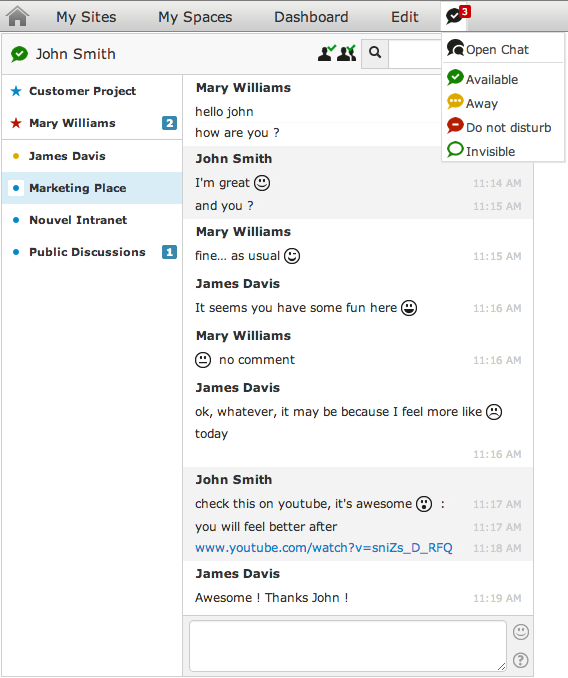 My Sites
My Spaces
Dashboard
Edit
3
Open Chat
Available
Away
Do not disturb
Invisible
John Smith
Customer Project
Mary Williams 2
James Davis
Marketing Place
Nouvel Intranet
Public Discussions 1
Mary Williams
hello john
how are you ?
John Smith
I'm great 11:14 AM
and you ? 11:15 AM
Mary Williams
fine... as usual 11:15 AM
James Davis
It seems you have some fun here 11:16 AM
Mary Williams
no comment 11:16 AM
James Davis
ok, whatever, it may be because I feel more like
today
11:16 AM
John Smith
check this on youtube, it's awesome : 11:17 AM
you will feel better after 11:17 AM
www.youtube.com/watch?v=sniZs_D_RFQ 11:18 AM
James Davis
Awesome ! Thanks John ! 11:19 AM